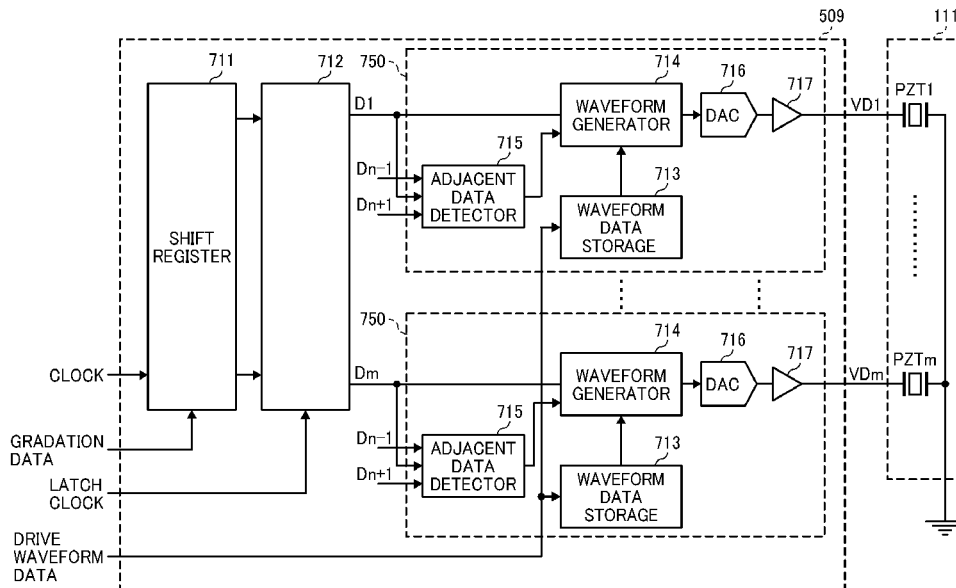 509
111
711
712
750
714
716
717
D1
WAVEFORM
GENERATOR
DAC
VD1
PZT1
715
Dn-1
Dn+1
ADJACENT
DATA
DETECTOR
713
WAVEFORM
DATA
STORAGE
SHIFT
REGISTER
750
714
716
717
Dm
WAVEFORM
GENERATOR
DAC
VDm
PZTm
CLOCK
715
Dn-1
Dn+1
ADJACENT
DATA
DETECTOR
713
WAVEFORM
DATA
STORAGE
GRADATION
DATA
LATCH
CLOCK
DRIVE
WAVEFORM
DATA